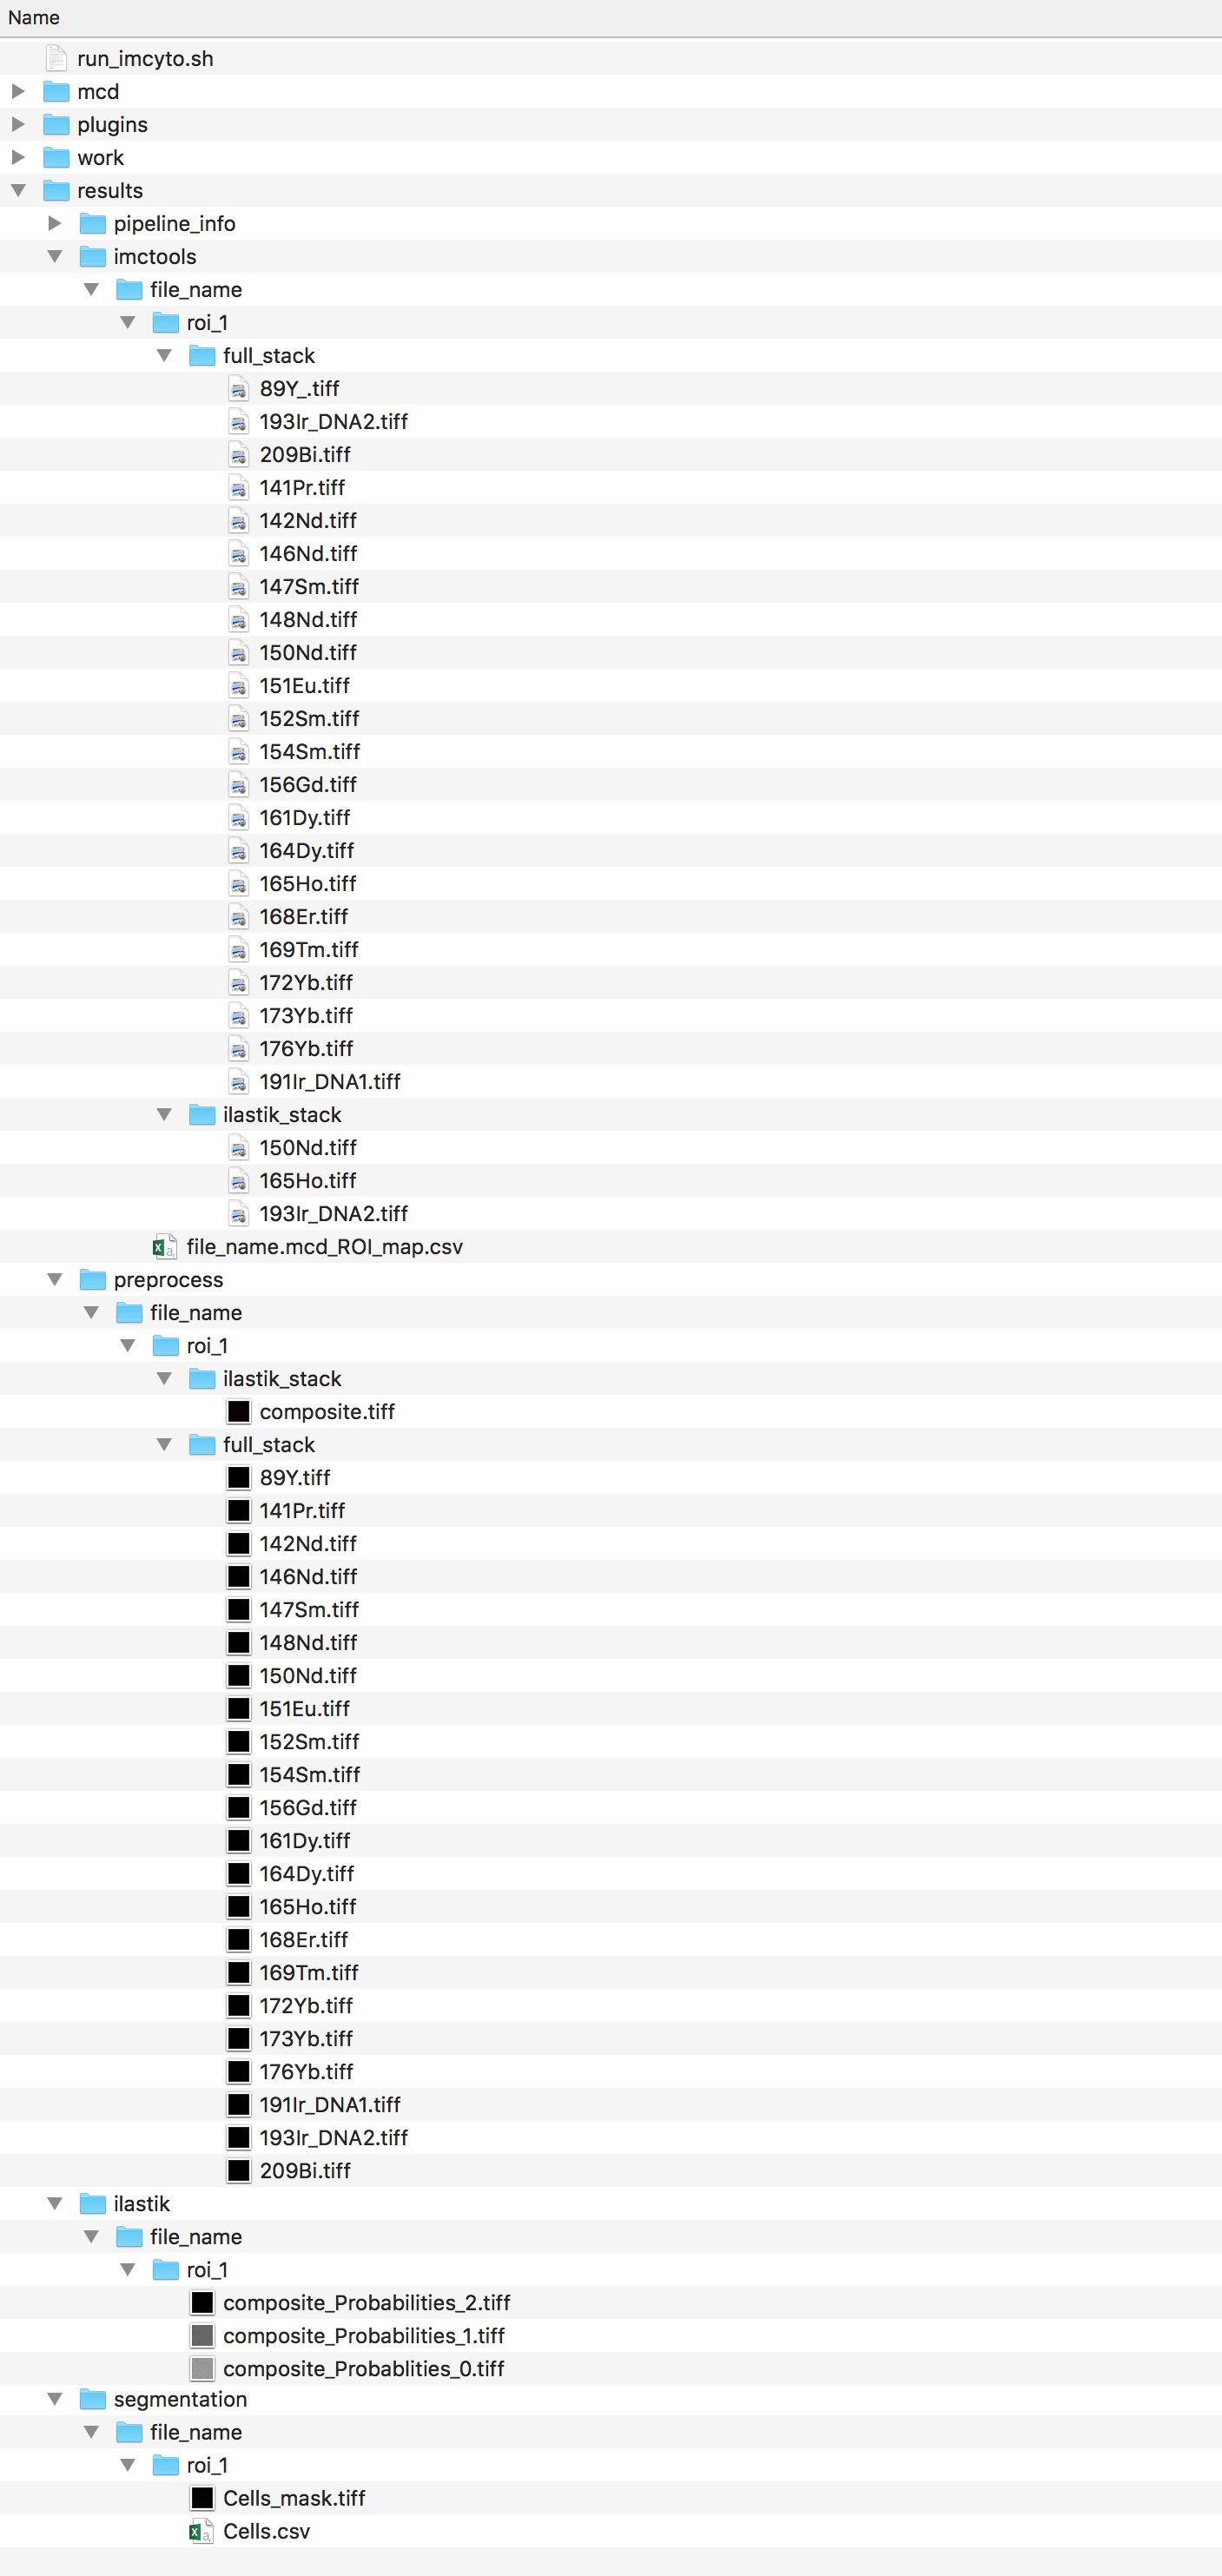 Name
run_imcyto.sh
mcd
plugins
work
results
pipeline_info
imctools
file_name
roi_1
full_stack
89Y_.tiff
193Ir_DNA2.tiff
209Bi.tiff
141Pr.tiff
142Nd.tiff
146Nd.tiff
147Sm.tiff
148Nd.tiff
150Nd.tiff
151Eu.tiff
152Sm.tiff
154Sm.tiff
156Gd.tiff
161Dy.tiff
164Dy.tiff
165Ho.tiff
168Er.tiff
169Tm.tiff
172Yb.tiff
173Yb.tiff
176Yb.tiff
191Ir_DNA1.tiff
ilastik_stack
150Nd.tiff
165Ho.tiff
193Ir_DNA2.tiff
file_name.mcd_ROI_map.csv
preprocess
file_name
roi_1
ilastik_stack
composite.tiff
full_stack
89Y.tiff
141Pr.tiff
142Nd.tiff
146Nd.tiff
147Sm.tiff
148Nd.tiff
150Nd.tiff
151Eu.tiff
152Sm.tiff
154Sm.tiff
156Gd.tiff
161Dy.tiff
164Dy.tiff
165Ho.tiff
168Er.tiff
169Tm.tiff
172Yb.tiff
173Yb.tiff
176Yb.tiff
191Ir_DNA1.tiff
193Ir_DNA2.tiff
209Bi.tiff
ilastik
file_name
roi_1
composite_Probabilities_2.tiff
composite_Probabilities_1.tiff
composite_Probablities_0.tiff
segmentation
file_name
roi_1
Cells_mask.tiff
Cells.csv